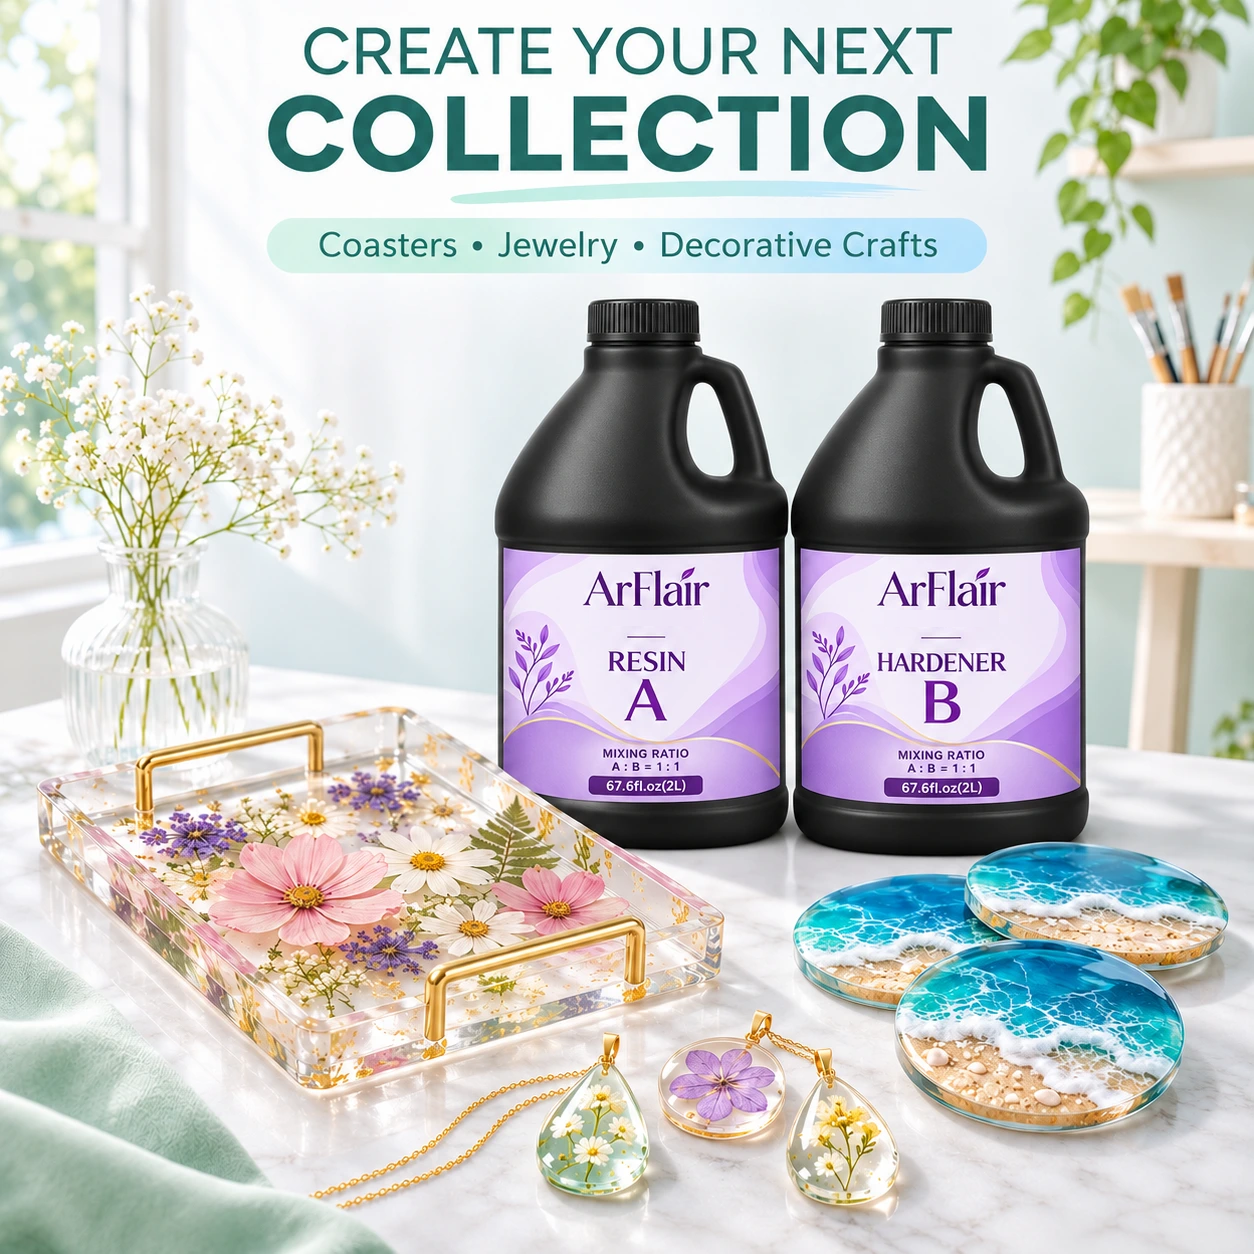 CREATE YOUR NEXT
COLLECTION
Coasters • Jewelry • Decorative Crafts
ArFlair
RESIN
A
MIXING RATIO
A : B = 1 : 1
67.6fl.oz(2L)
ArFlair
HARDENER
B
MIXING RATIO
A : B = 1 : 1
67.6fl.oz(2L)